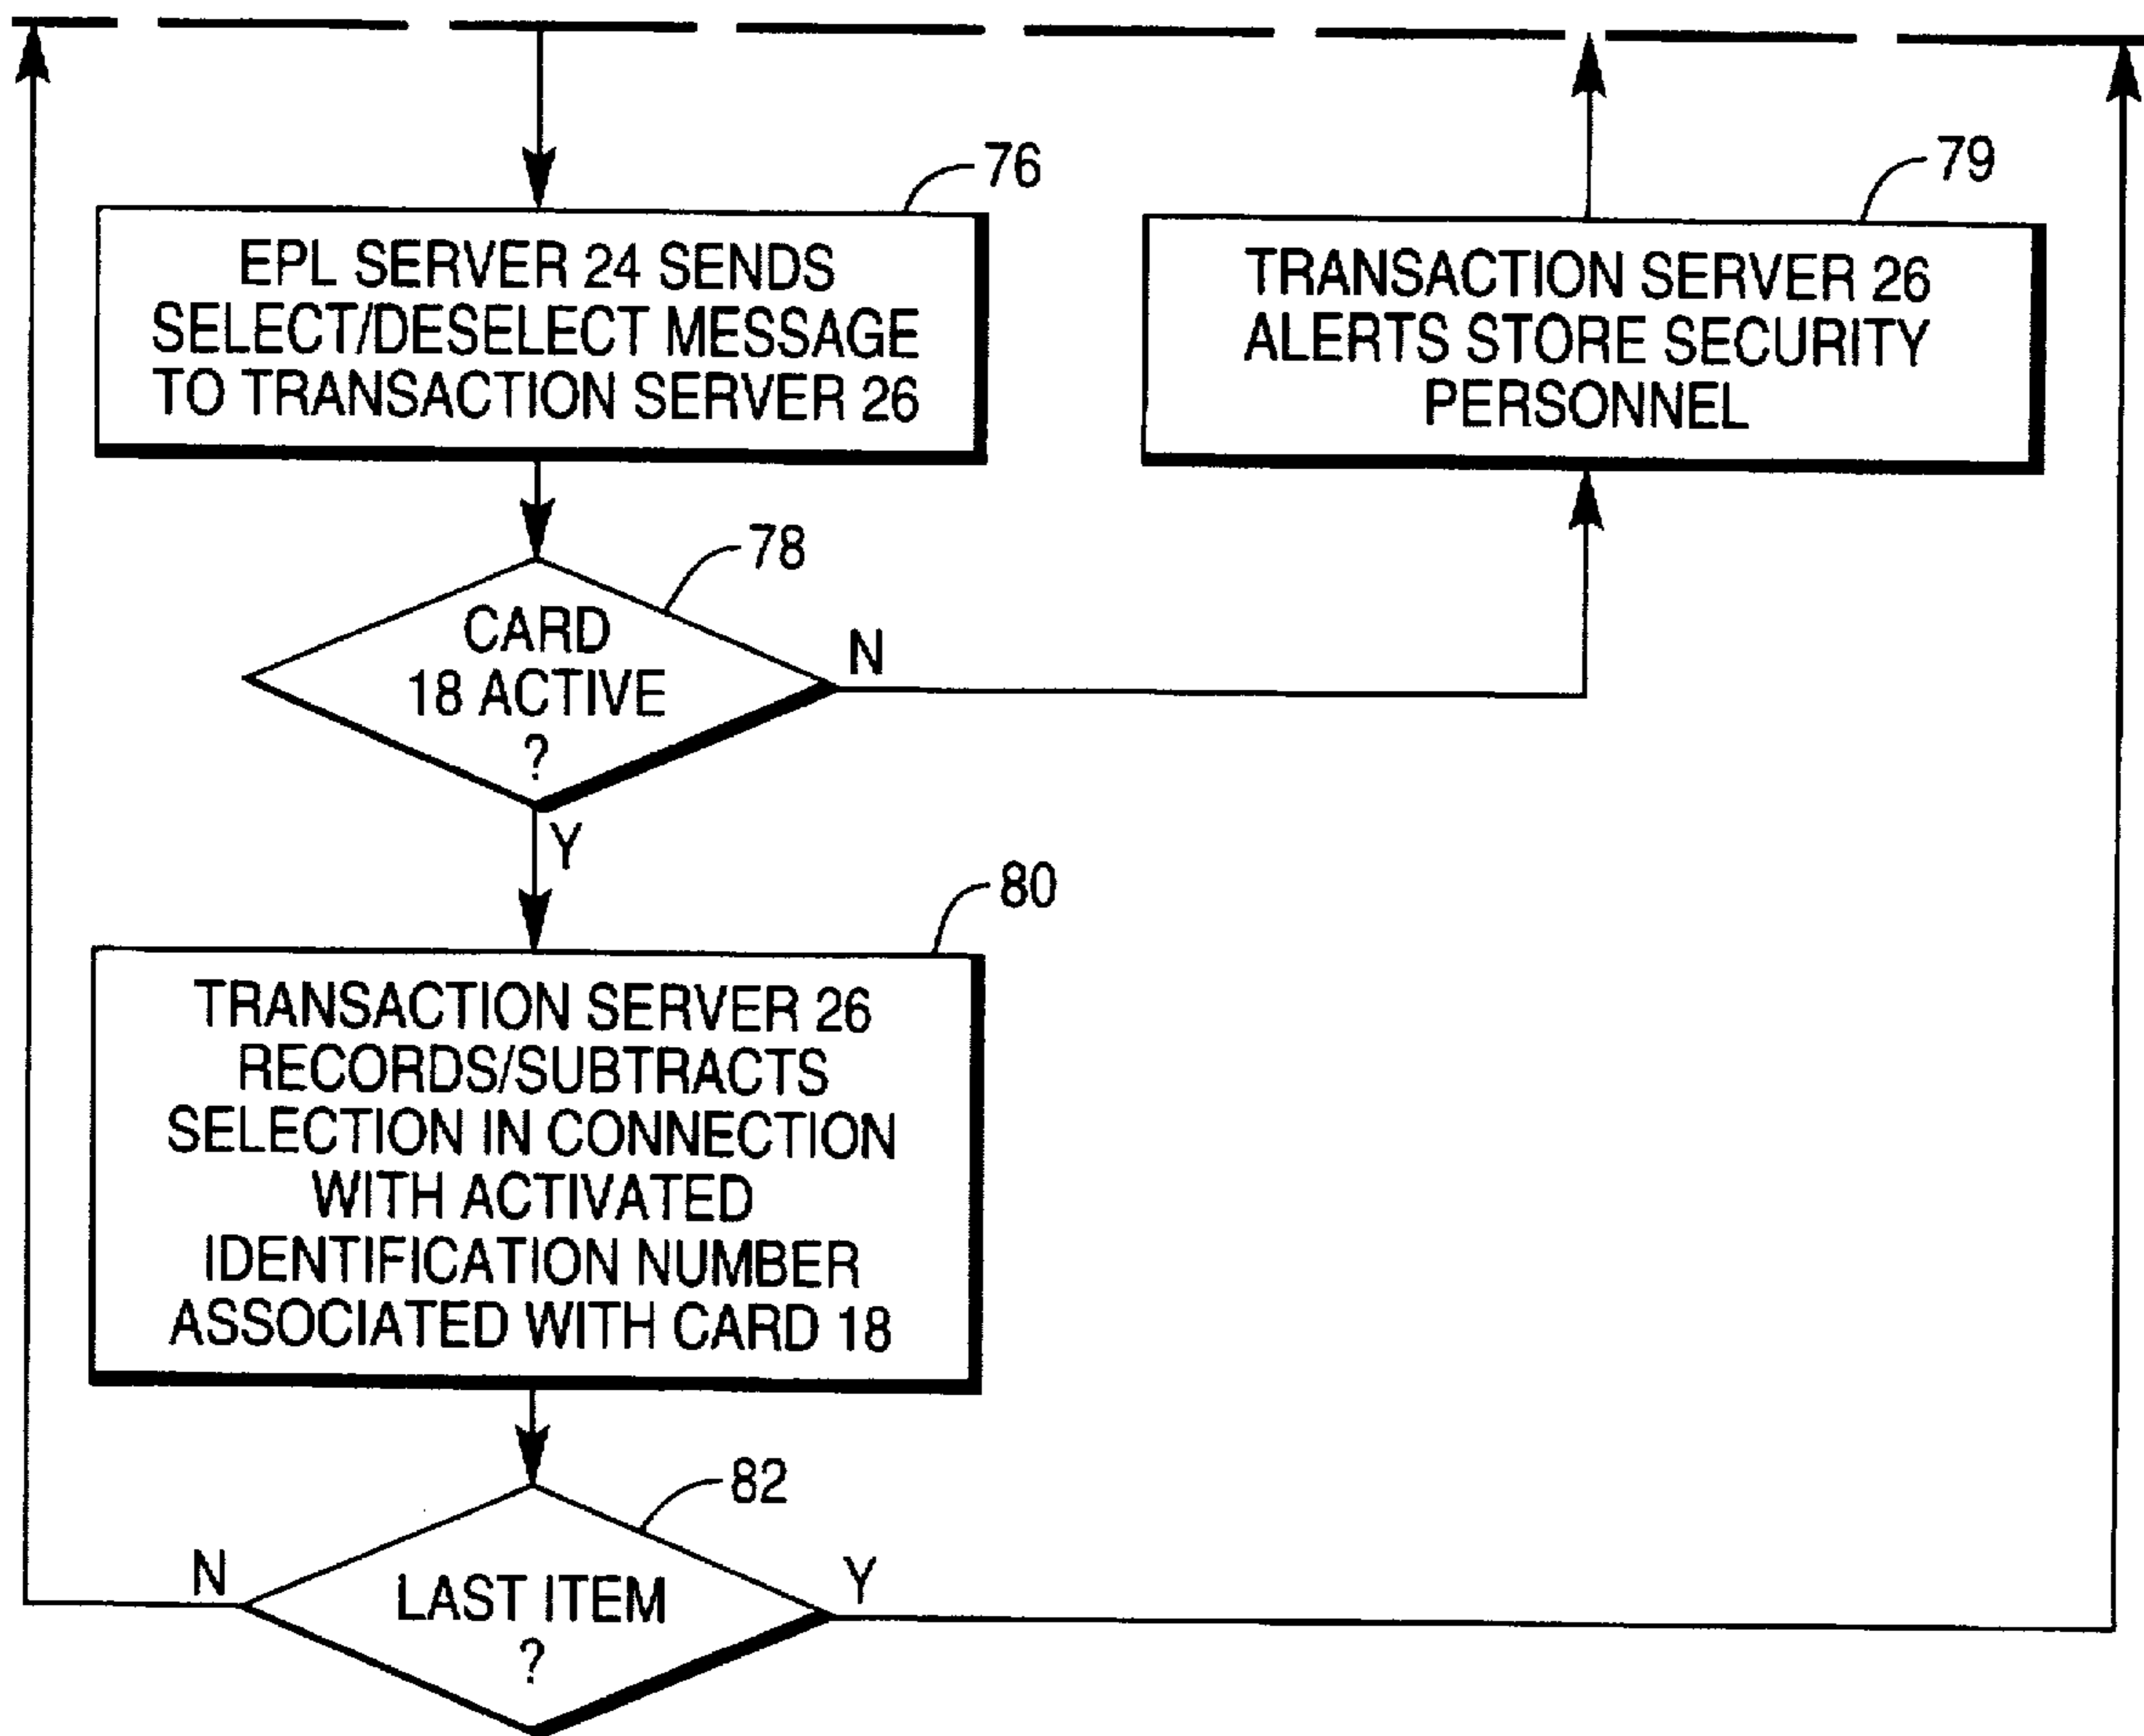 76
EPL SERVER 24 SENDS
SELECT/DESELECT MESSAGE
TO TRANSACTION SERVER 26
79
TRANSACTION SERVER 26
ALERTS STORE SECURITY
PERSONNEL
78
CARD
18 ACTIVE
?
N
Y
80
TRANSACTION SERVER 26
RECORDS/SUBTRACTS
SELECTION IN CONNECTION
WITH ACTIVATED
IDENTIFICATION NUMBER
ASSOCIATED WITH CARD 18
82
N
LAST ITEM
?
Y